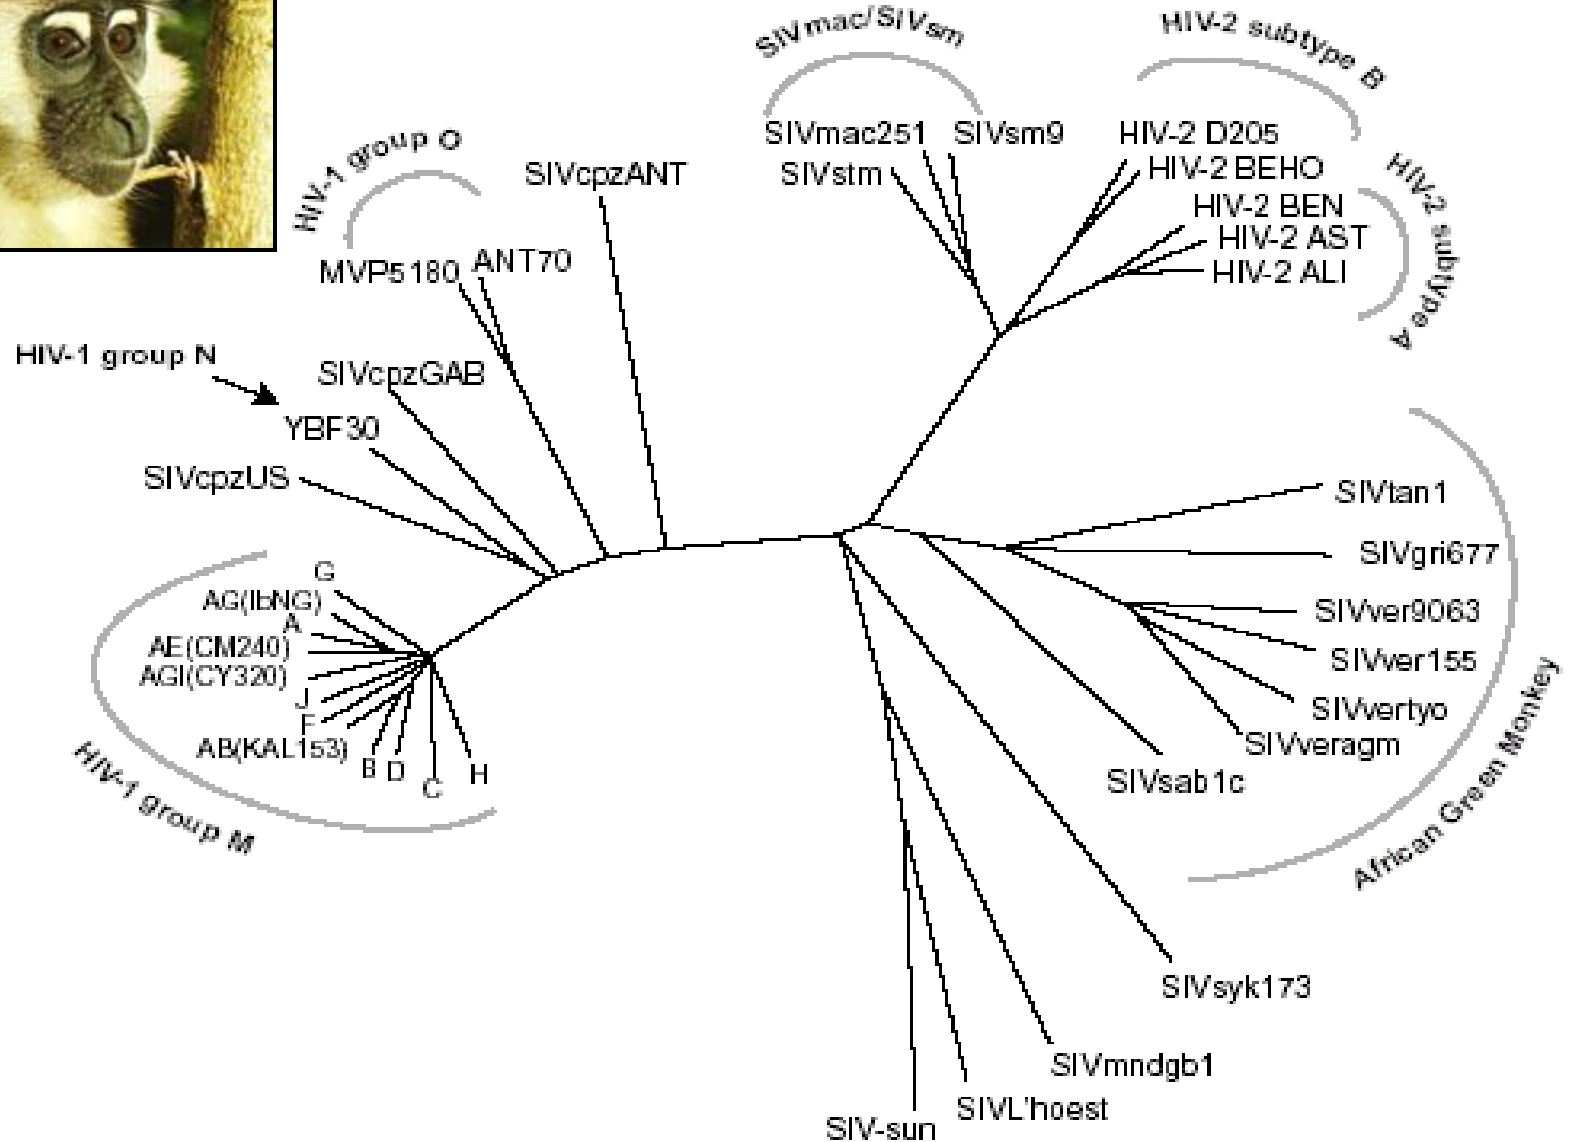 SIVmac/SIVsm
HIV-2 subtype B
SIVmac251
SIVsm9
SIVstm
HIV-2 D205
HIV-2 BEHO
HIV-2 BEN
HIV-2 AST
HIV-2 ALI
HIV-2 subtype A
HIV-1 group O
SIVcpzANT
MVP5180
ANT70
HIV-1 group N
SIVcpzGAB
YBF30
SIVcpzUS
G
AG(IbNG)
A
AE(CM240)
AGI(CY320)
J
F
AB(KAL153)
B
D
C
H
HIV-1 group M
SIVtan1
SIVgri677
SIVver9063
SIVver155
SIVvertyo
SIVveragm
SIVsab1c
African Green Monkey
SIVsyk173
SIVmndgb1
SIVL'hoest
SIV-sun